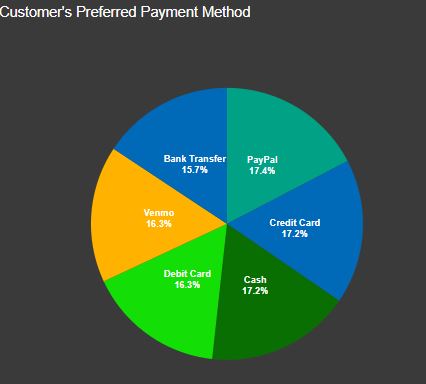 Customer's Preferred Payment Method
Bank Transfer
15.7%
PayPal
17.4%
Venmo
16.3%
Credit Card
17.2%
Debit Card
16.3%
Cash
17.2%